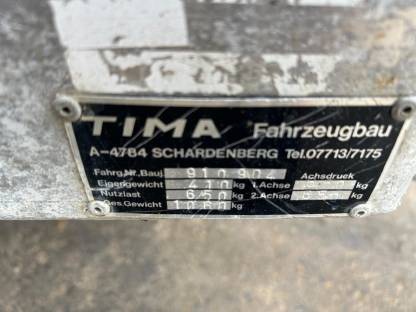 TIMA Fahrzeugbau
A-4784 SCHARDENBERG Tel.07713/7175
Fahrg.Nr.,Bauj. 910904 Achsdruck
Eigengewicht 410 kg 1.Achse kg
Nutzlast 650 kg 2.Achse kg
Ges.Gewicht 1060 kg